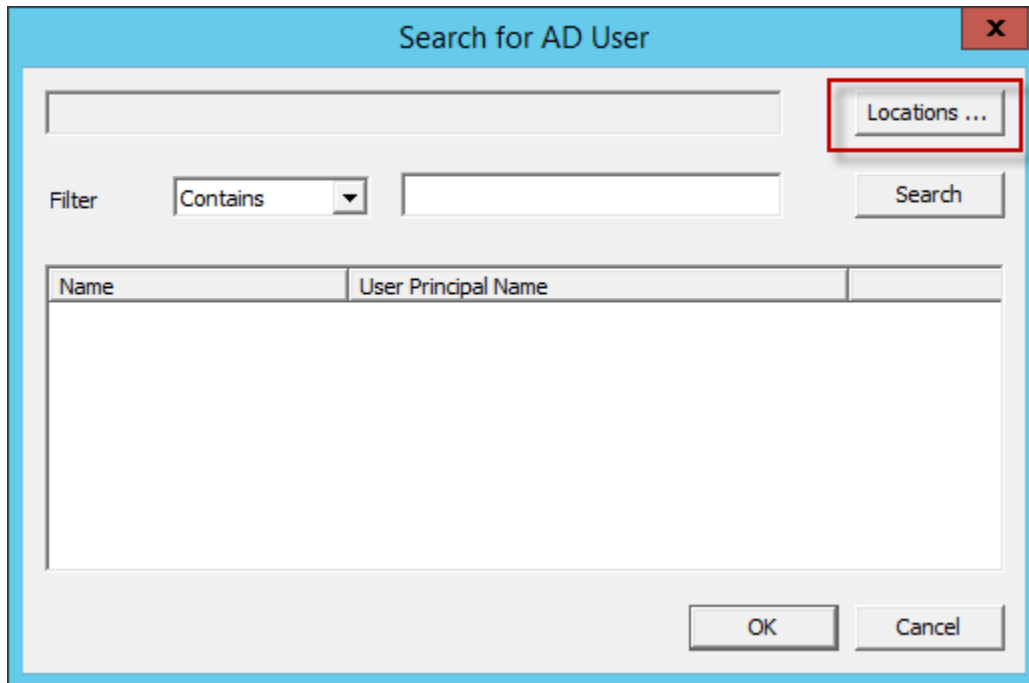 Search for AD User
x
Locations ...
Filter
Contains
Search
Name
User Principal Name
OK
Cancel